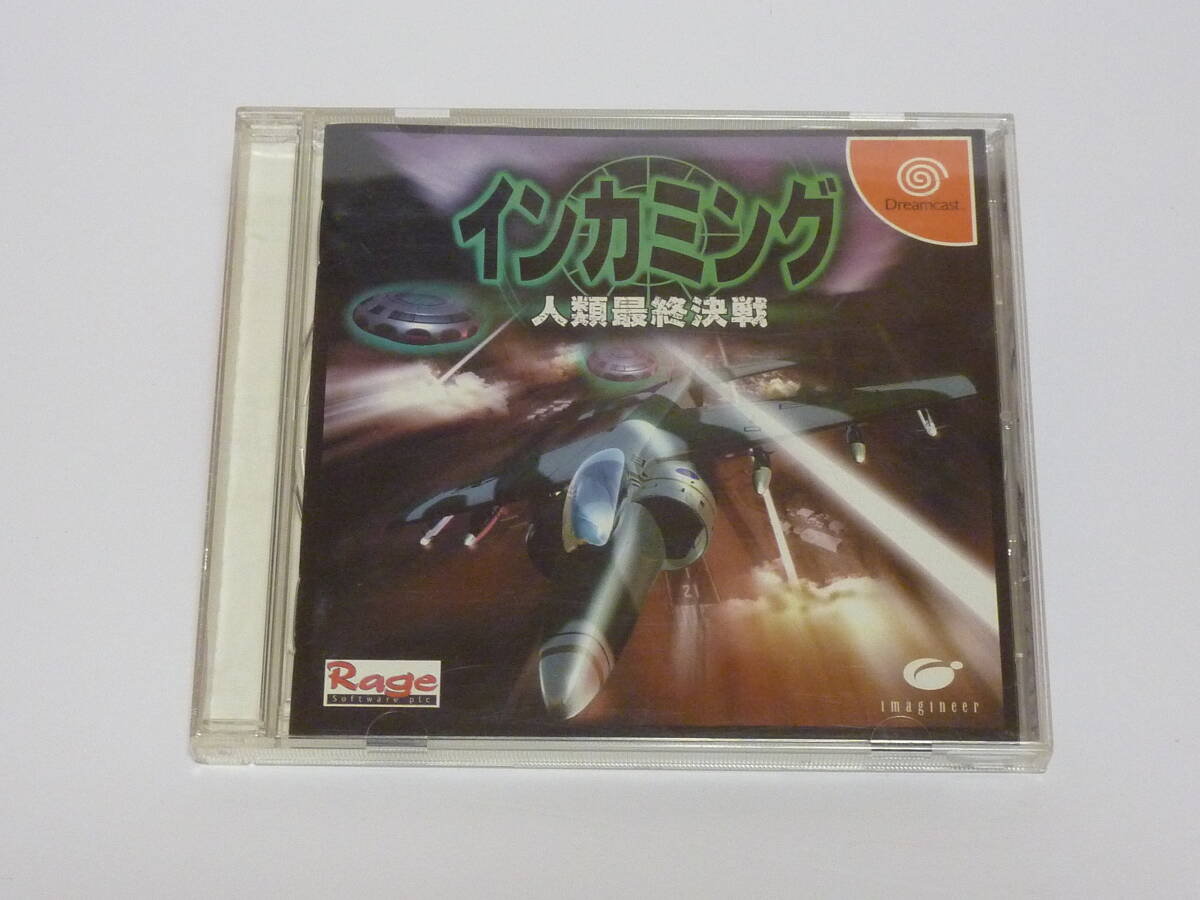 インカミング
人類最終決戦
Dreamcast
Rage
Software plc
imagineer